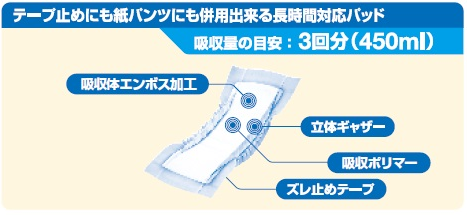 テープ止めにも紙パンツにも併用出来る長時間対応パッド
吸収量の目安：3回分（450ml）
吸収体エンボス加工
立体ギャザー
吸収ポリマー
ズレ止めテープ